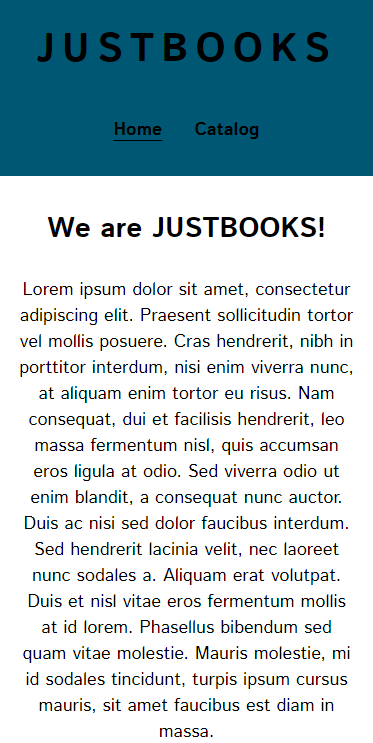 JUSTBOOKS
Home Catalog
We are JUSTBOOKS!
Lorem ipsum dolor sit amet, consectetur
adipiscing elit. Praesent sollicitudin tortor
vel mollis posuere. Cras hendrerit, nibh in
porttitor interdum, nisi enim viverra nunc,
at aliquam enim tortor eu risus. Nam
consequat, dui et facilisis hendrerit, leo
massa fermentum nisl, quis accumsan
eros ligula at odio. Sed viverra odio ut
enim blandit, a consequat nunc auctor.
Duis ac nisi sed dolor faucibus interdum.
Sed hendrerit lacinia velit, nec laoreet
nunc sodales a. Aliquam erat volutpat.
Duis et nisl vitae eros fermentum mollis
at id lorem. Phasellus bibendum sed
quam vitae molestie. Mauris molestie, mi
id sodales tincidunt, turpis ipsum cursus
mauris, sit amet faucibus est diam in
massa.